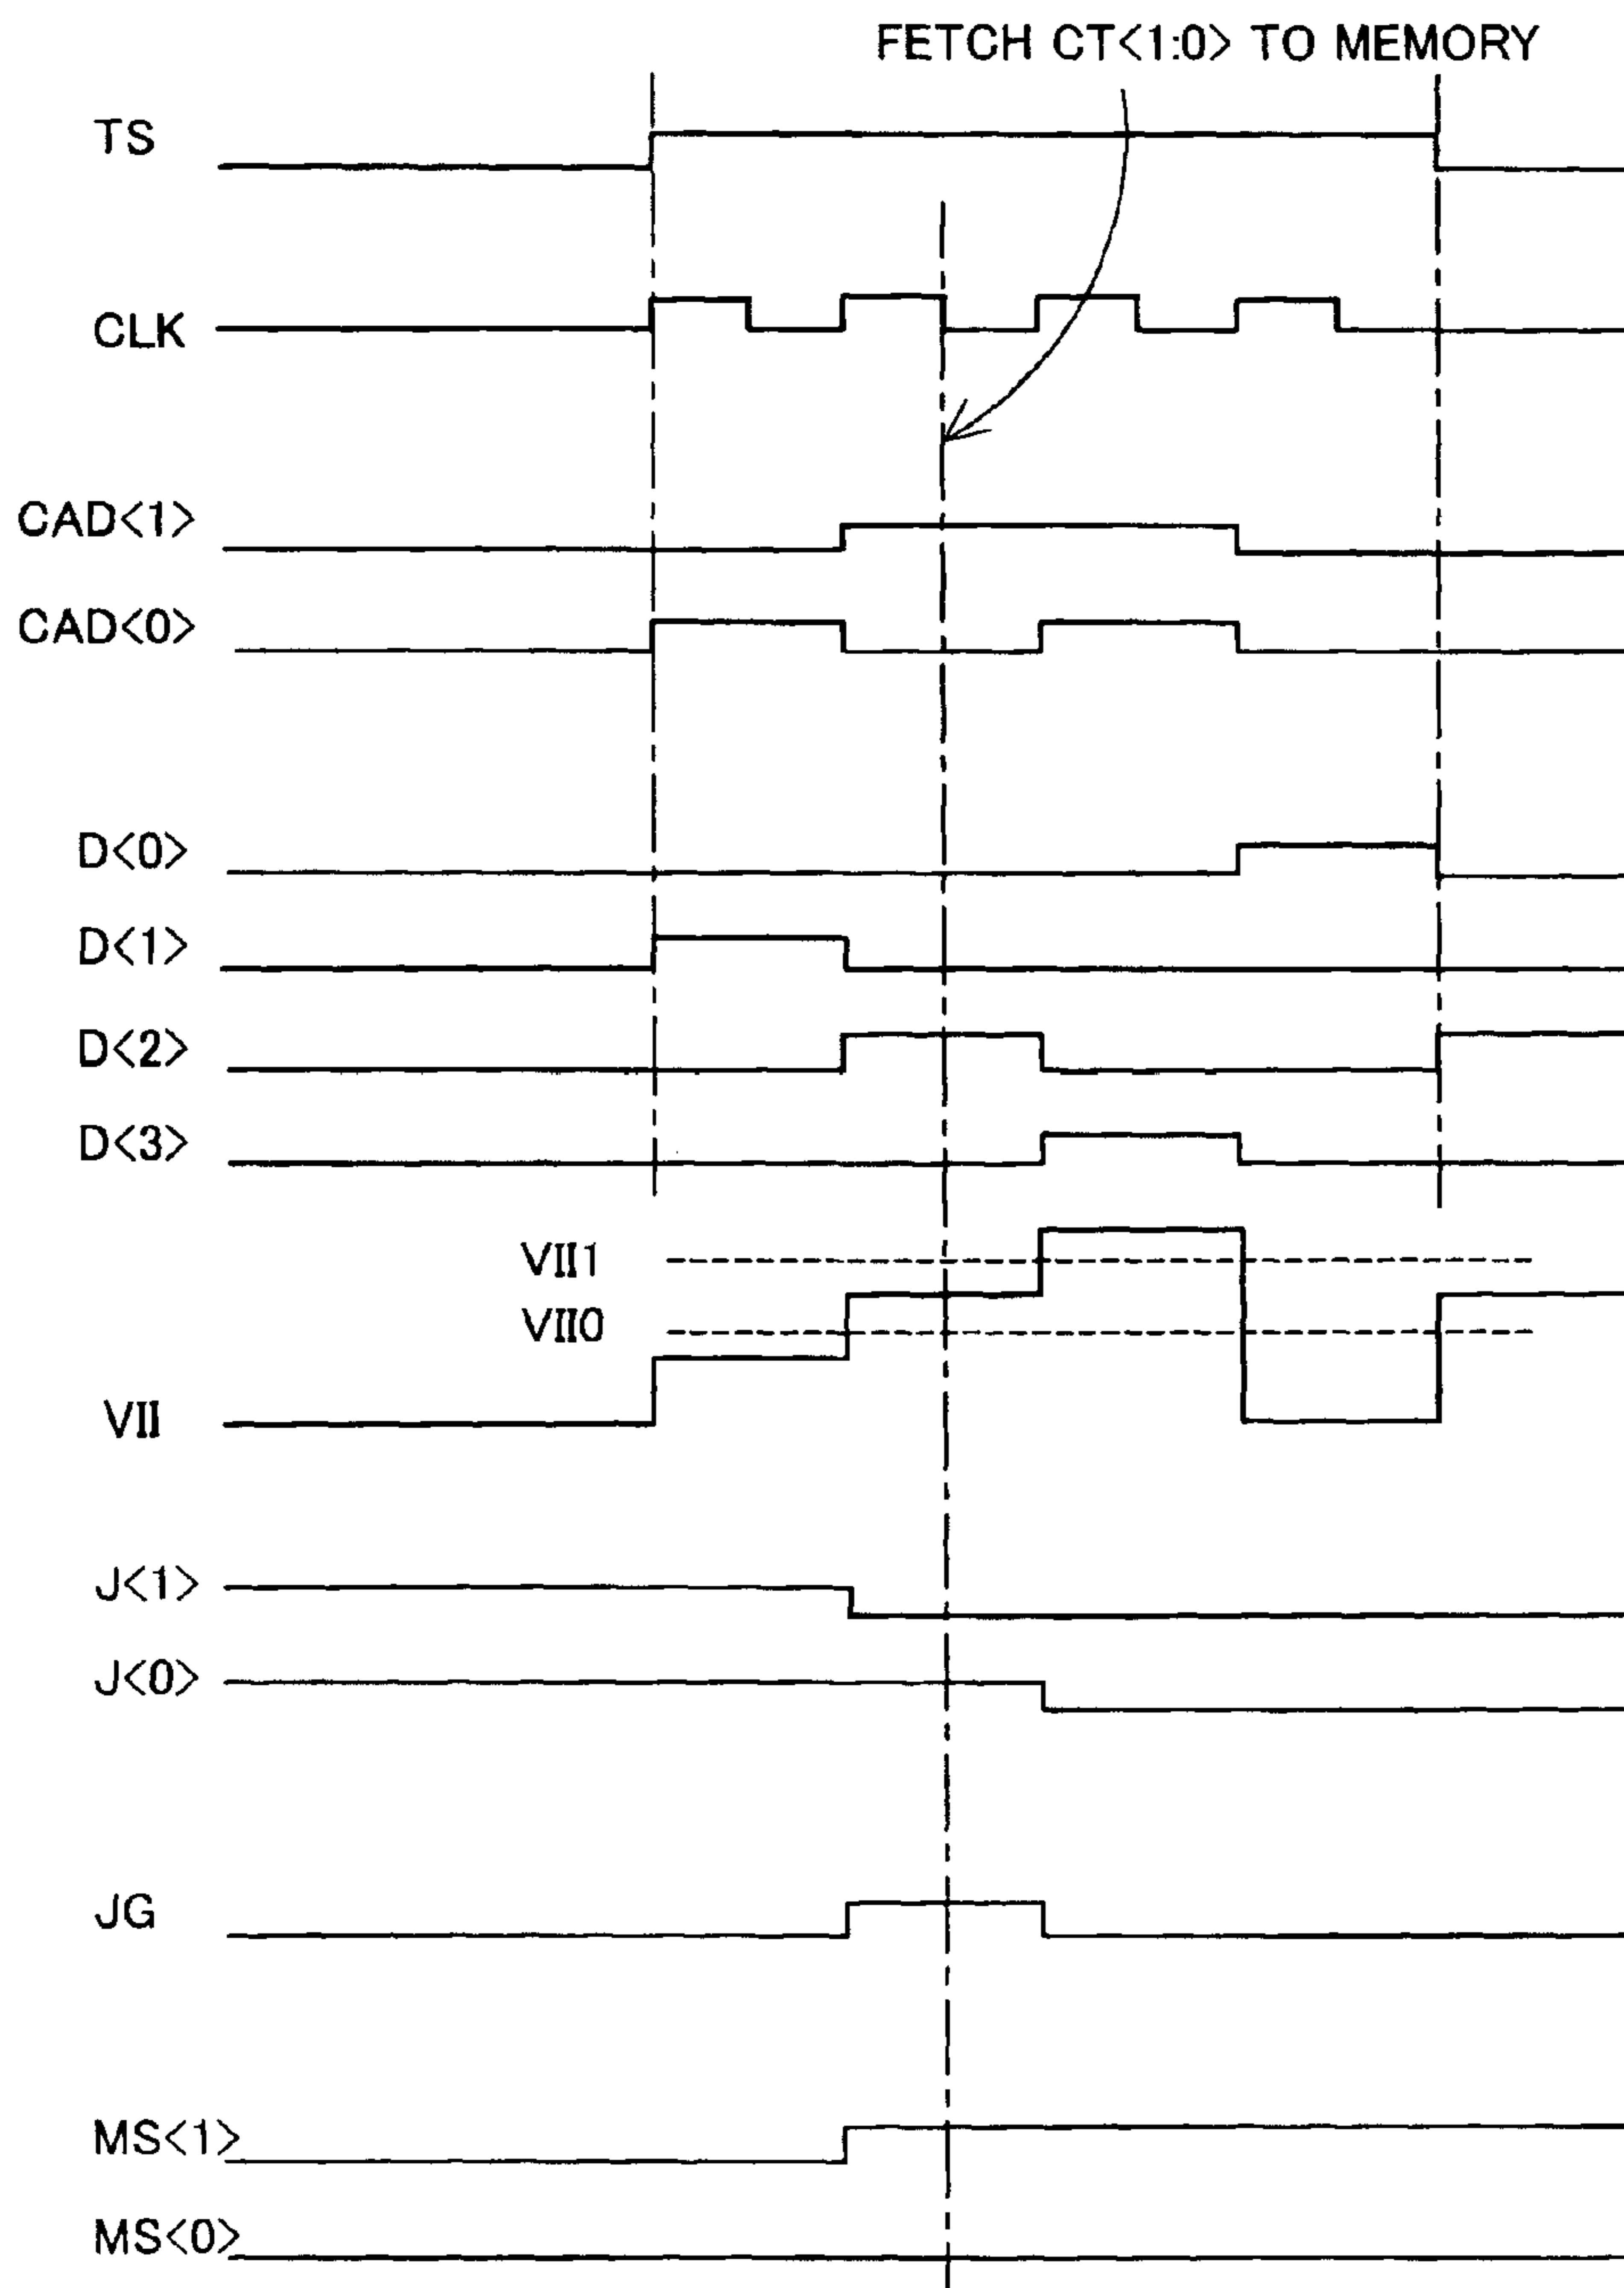 FETCH CT<1:0> TO MEMORY
TS
CLK
CAD<1>
CAD<0>
D<0>
D<1>
D<2>
D<3>
VII1
VII0
VII
J<1>
J<0>
JG
MS<1>
MS<0>